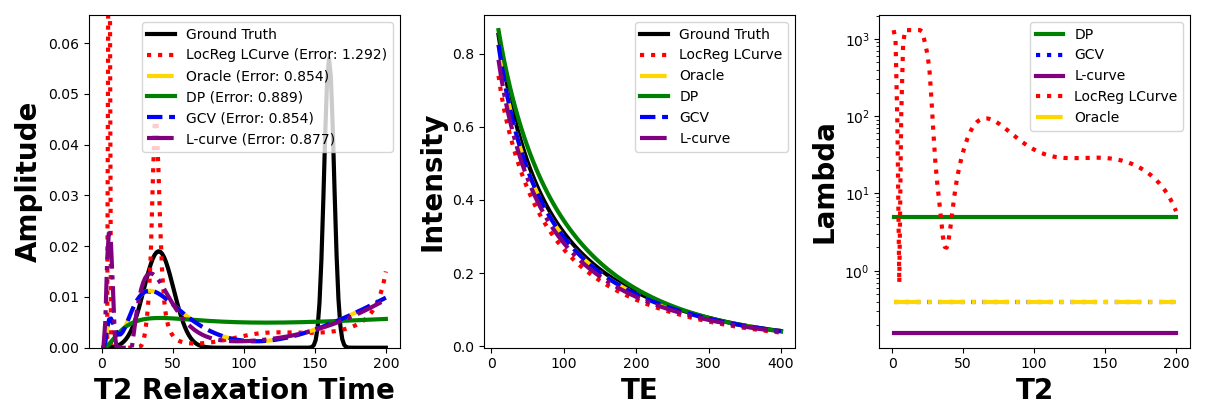 Amplitude
0.06
0.05
0.04
0.03
0.02
0.01
0.00
0
50
100
150
200
T2 Relaxation Time
Ground Truth
LocReg LCurve (Error: 1.292)
Oracle (Error: 0.854)
DP (Error: 0.889)
GCV (Error: 0.854)
L-curve (Error: 0.877)
Intensity
0.8
0.6
0.4
0.2
0.0
0
100
200
300
400
TE
Ground Truth
LocReg LCurve
Oracle
DP
GCV
L-curve
Lambda
10³
10²
10¹
10⁰
0
50
100
150
200
T2
DP
GCV
L-curve
LocReg LCurve
Oracle